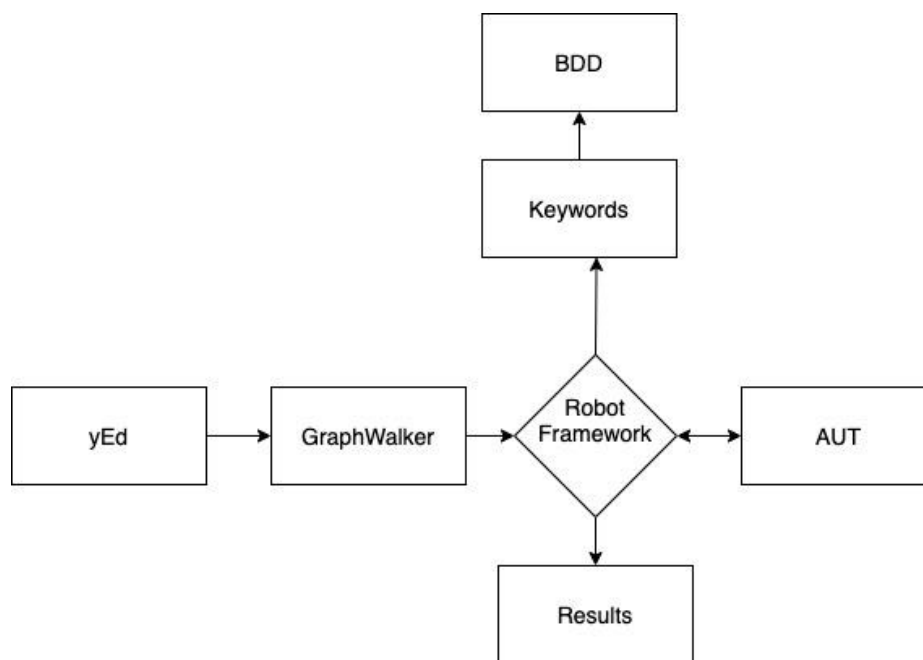 BDD
Keywords
yEd
GraphWalker
Robot
Framework
AUT
Results